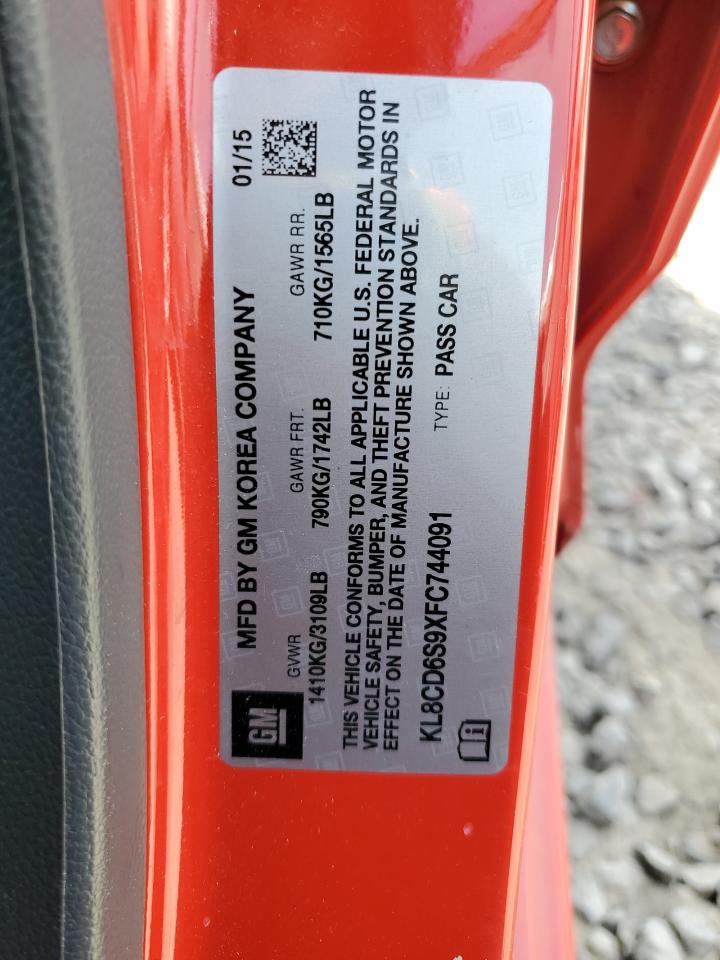 MFD BY GM KOREA COMPANY 01/15
GM
GVWR GAWR FRT. GAWR RR.
1410KG/3109LB 790KG/1742LB 710KG/1565LB
THIS VEHICLE CONFORMS TO ALL APPLICABLE U.S. FEDERAL MOTOR
VEHICLE SAFETY, BUMPER, AND THEFT PREVENTION STANDARDS IN
EFFECT ON THE DATE OF MANUFACTURE SHOWN ABOVE.
KL8CD6S9XFC744091 TYPE: PASS CAR